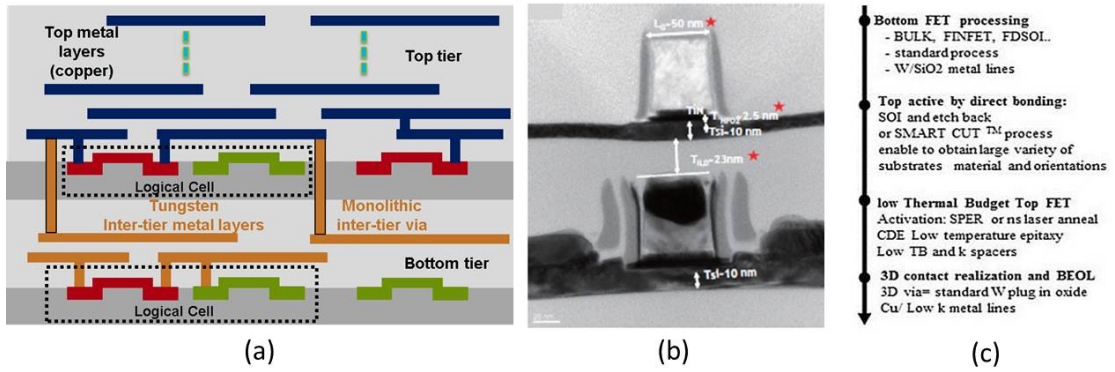 Top metal
layers
(copper)
Top tier
Logical Cell
Tungsten
Inter-tier metal layers
Monolithic
inter-tier via
Bottom tier
Logical Cell
(a)
LG~50 nm
TiN
THfO2~2.5 nm
Tsi~10 nm
TILD~23nm
Tsi~10 nm
(b)
Bottom FET processing
- BULK, FINFET, FDSOI..
- standard process
- W/SiO2 metal lines
Top active by direct bonding:
SOI and etch back
or SMART CUT TM process
enable to obtain large variety of
substrates material and orientations
low Thermal Budget Top FET
Activation: SPER or ns laser anneal
CDE Low temperature epitaxy
Low TB and k spacers
3D contact realization and BEOL
3D via= standard W plug in oxide
Cu/ Low k metal lines
(c)